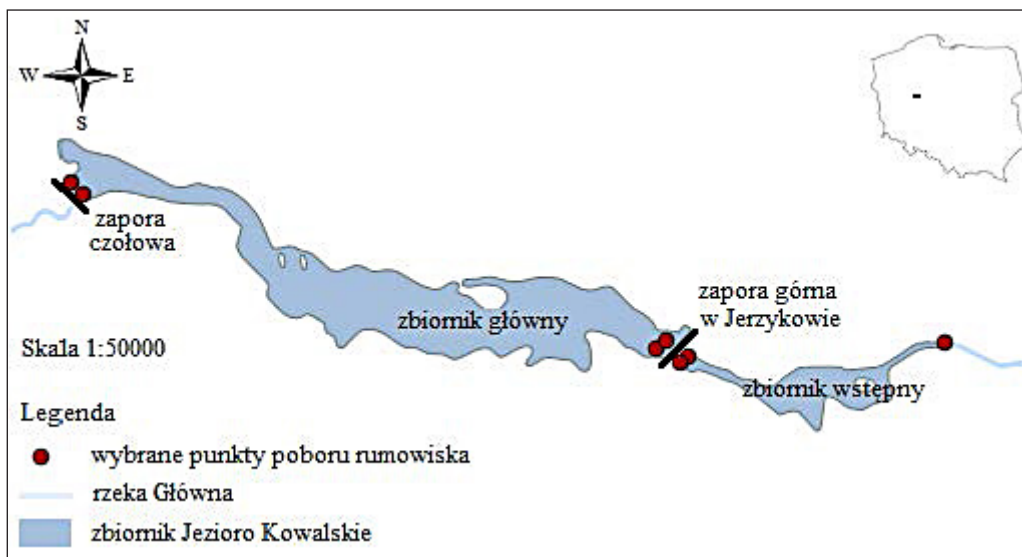 N
W E
S
zapora
czołowa
zapora górna
w Jerzykowie
zbiornik główny
Skala 1:50000
zbiornik wstępny
Legenda
wybrane punkty poboru rumowiska
rzeka Główna
zbiornik Jezioro Kowalskie